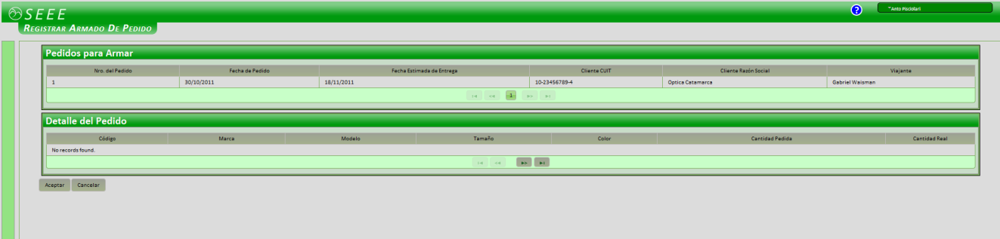 SEEE
? Anto Pisciolari
Registrar Armado De Pedido
Pedidos para Armar
Nro. del Pedido Fecha de Pedido Fecha Estimada de Entrega Cliente CUIT Cliente Razón Social Viajante
1 30/10/2011 18/11/2011 10-23456789-4 Optica Catamarca Gabriel Waisman
1
Detalle del Pedido
Código Marca Modelo Tamaño Color Cantidad Pedida Cantidad Real
No records found.
Aceptar Cancelar